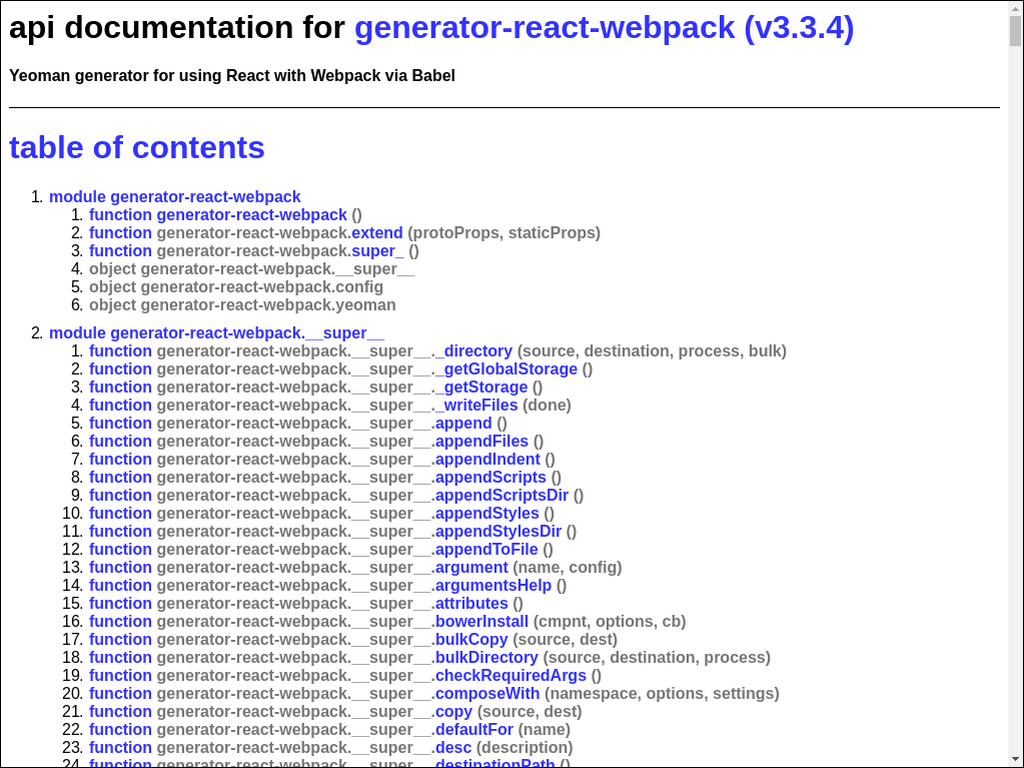 api documentation for generator-react-webpack (v3.3.4)
Yeoman generator for using React with Webpack via Babel
table of contents
1. module generator-react-webpack
1. function generator-react-webpack ()
2. function generator-react-webpack.extend (protoProps, staticProps)
3. function generator-react-webpack.super_ ()
4. object generator-react-webpack.__super__
5. object generator-react-webpack.config
6. object generator-react-webpack.yeoman
2. module generator-react-webpack.__super__
1. function generator-react-webpack.__super__._directory (source, destination, process, bulk)
2. function generator-react-webpack.__super__._getGlobalStorage ()
3. function generator-react-webpack.__super__._getStorage ()
4. function generator-react-webpack.__super__._writeFiles (done)
5. function generator-react-webpack.__super__.append ()
6. function generator-react-webpack.__super__.appendFiles ()
7. function generator-react-webpack.__super__.appendIndent ()
8. function generator-react-webpack.__super__.appendScripts ()
9. function generator-react-webpack.__super__.appendScriptsDir ()
10. function generator-react-webpack.__super__.appendStyles ()
11. function generator-react-webpack.__super__.appendStylesDir ()
12. function generator-react-webpack.__super__.appendToFile ()
13. function generator-react-webpack.__super__.argument (name, config)
14. function generator-react-webpack.__super__.argumentsHelp ()
15. function generator-react-webpack.__super__.attributes ()
16. function generator-react-webpack.__super__.bowerInstall (cmpnt, options, cb)
17. function generator-react-webpack.__super__.bulkCopy (source, dest)
18. function generator-react-webpack.__super__.bulkDirectory (source, destination, process)
19. function generator-react-webpack.__super__.checkRequiredArgs ()
20. function generator-react-webpack.__super__.composeWith (namespace, options, settings)
21. function generator-react-webpack.__super__.copy (source, dest)
22. function generator-react-webpack.__super__.defaultFor (name)
23. function generator-react-webpack.__super__.desc (description)
24. function generator-react-webpack.__super__.destinationPath ()